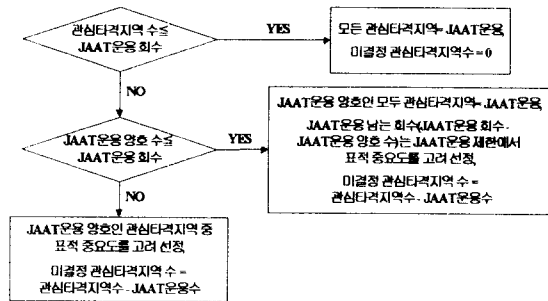 관심타격지역 수≤
JAAT운용 회수
YES
모든 관심타격지역= JAAT운용,
미결정 관심타격지역수 = 0
NO
JAAT운용 양호 수≤
JAAT운용 회수
YES
JAAT운용 양호인 모두 관심타격지역= JAAT운용,
JAAT운용 남는 회수(JAAT운용 회수 -
JAAT운용 양호 수)는 JAAT운용 제한에서
표적 중요도를 고려 선정,
미결정 관심타격지역 수 =
관심타격지역수 - JAAT운용수
NO
JAAT운용 양호인 관심타격지역 중
표적 중요도를 고려 선정,
미결정 관심타격지역 수 =
관심타격지역수 - JAAT운용수